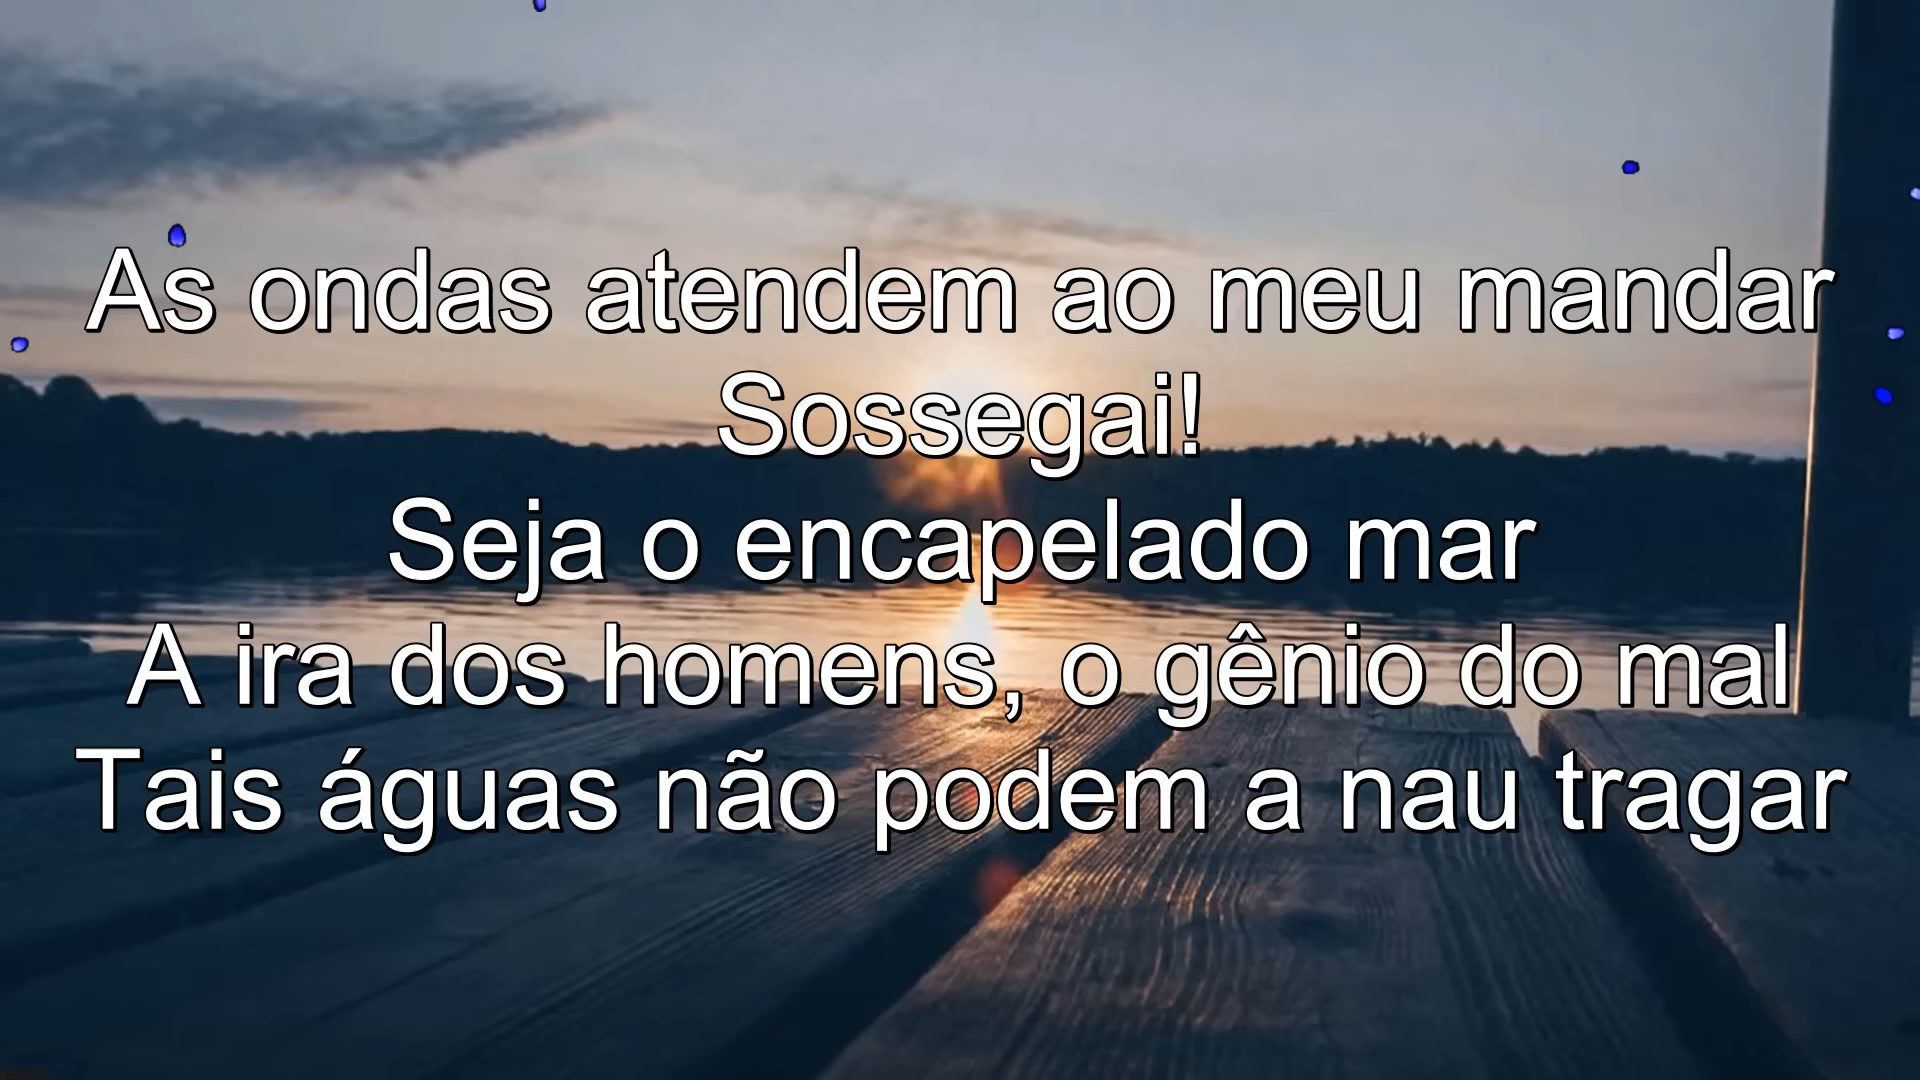 As ondas atendem ao meu mandar
Sossegai!
Seja o encapelado mar
A ira dos homens, o gênio do mal
Tais águas não podem a nau tragar